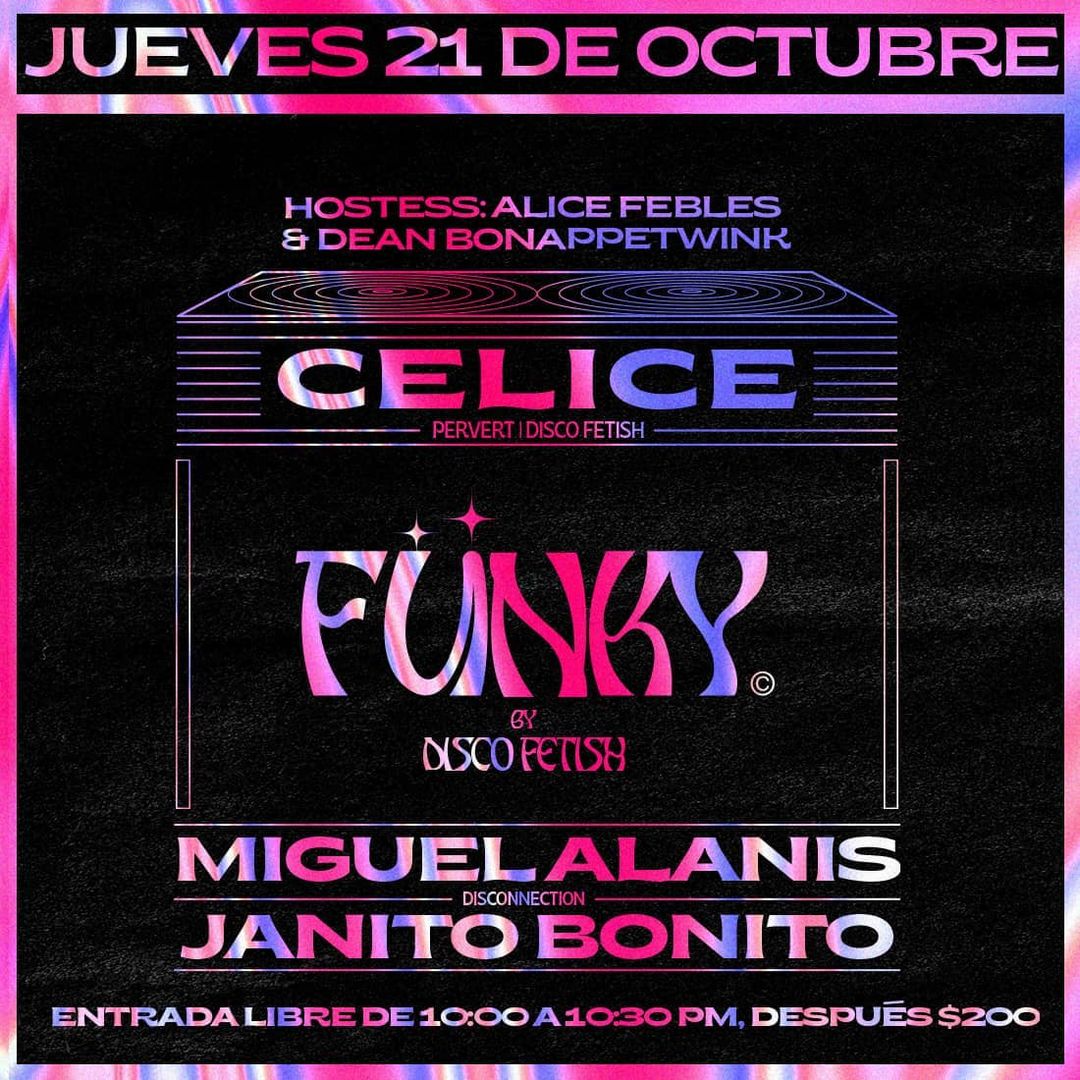 JUEVES 21 DE OCTUBRE
HOSTESS: ALICE FEBLES
& DEAN BONAPPETWINK
CELICE
PERVERT | DISCO FETISH
FÜNKY ©
BY
DISCO FETISH
MIGUEL ALANIS
DISCONNECTION
JANITO BONITO
ENTRADA LIBRE DE 10:00 A 10:30 PM, DESPUÉS $200